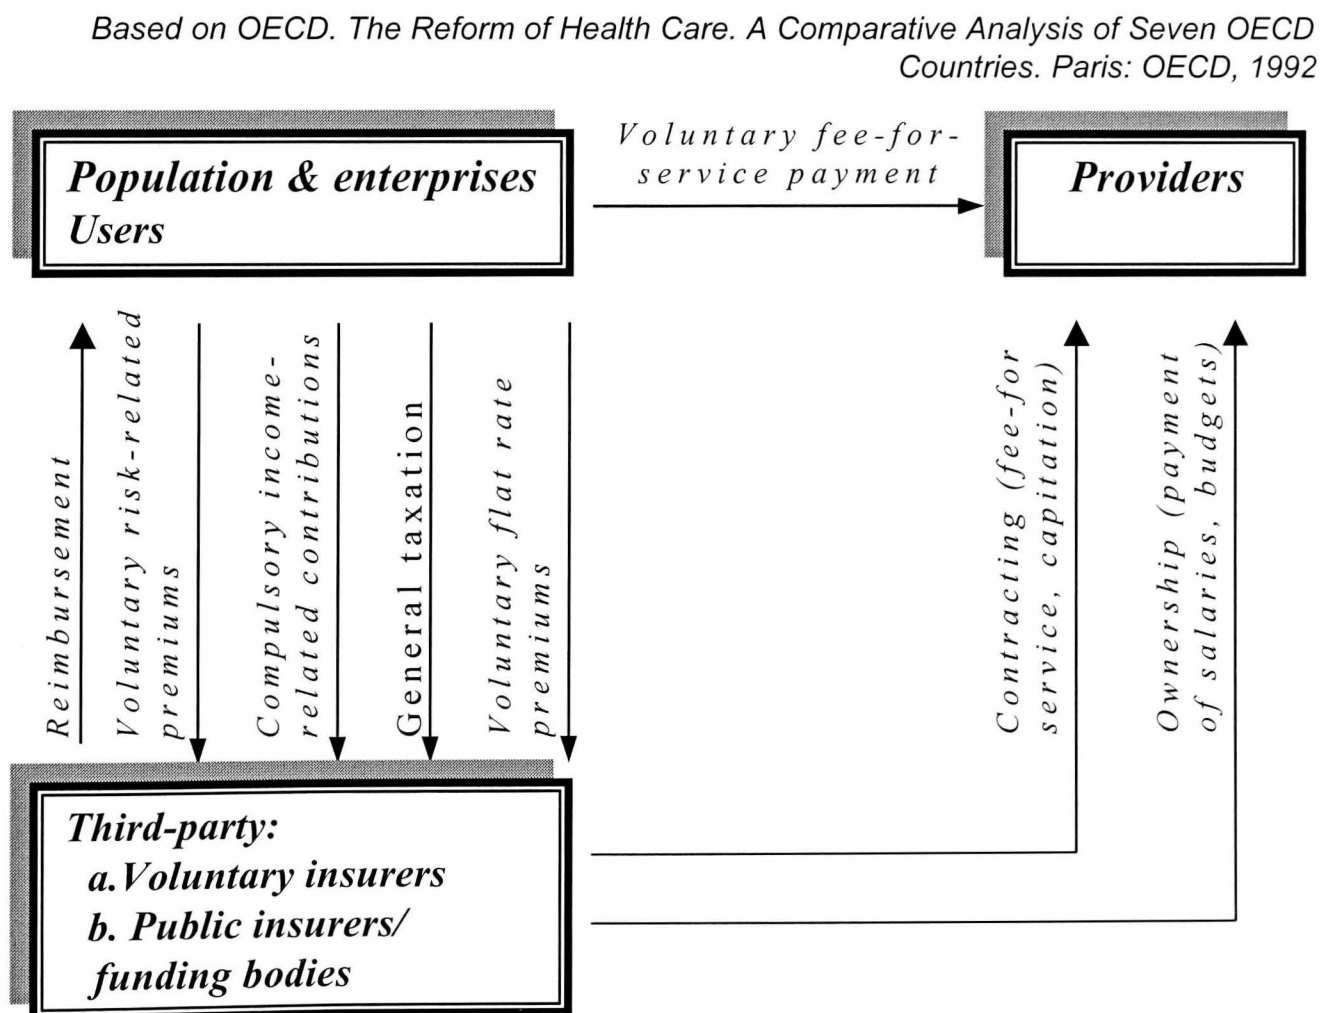 Based on OECD. The Reform of Health Care. A Comparative Analysis of Seven OECD
Countries. Paris: OECD, 1992
Population & enterprises
Users
Voluntary fee-for-
service payment
Providers
Reimbursement
Voluntary risk-related
premiums
Compulsory income-
related contributions
General taxation
Voluntary flat rate
premiums
Contracting (fee-for
service, capitation)
Ownership (payment
of salaries, budgets)
Third-party:
a.Voluntary insurers
b. Public insurers/
funding bodies